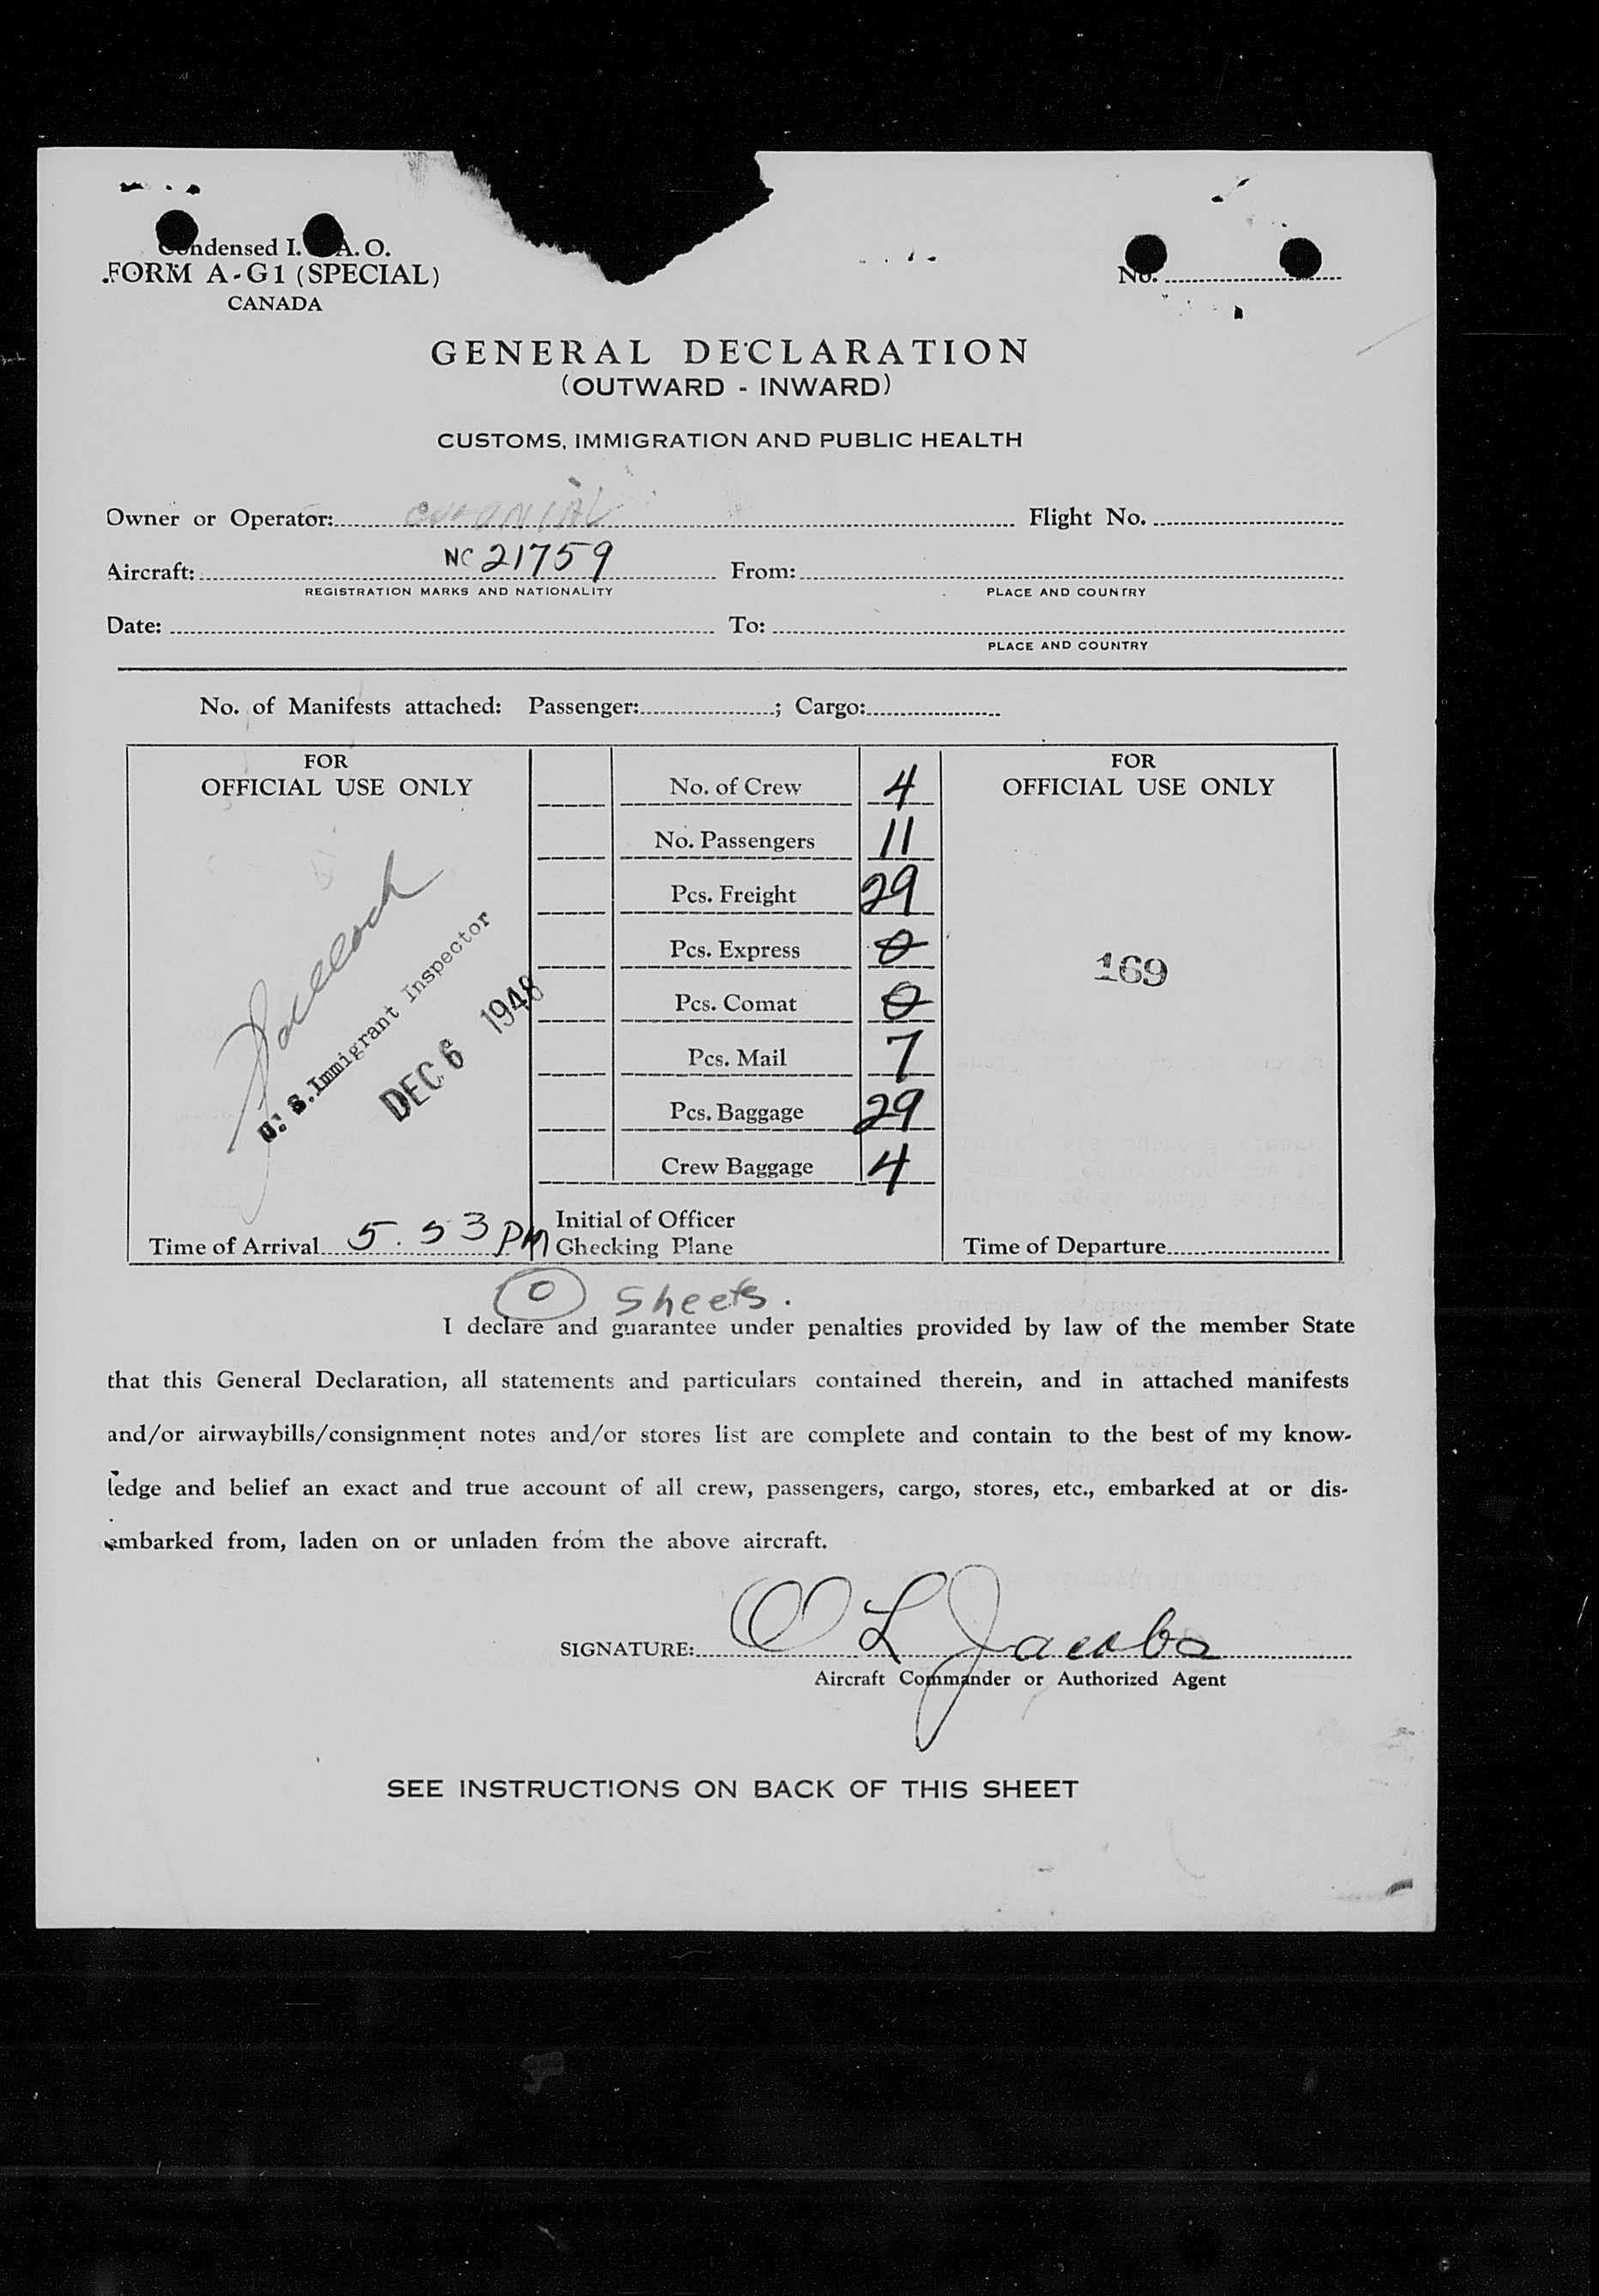 Condensed I. A. O.
FORM A-G1 (SPECIAL)
CANADA
No.
GENERAL DECLARATION
(OUTWARD - INWARD)
CUSTOMS, IMMIGRATION AND PUBLIC HEALTH
Owner or Operator: COLONIAL Flight No.
Aircraft: NC 21759 From:
REGISTRATION MARKS AND NATIONALITY PLACE AND COUNTRY
Date: To:
PLACE AND COUNTRY
No. of Manifests attached: Passenger: ; Cargo:
FOR
OFFICIAL USE ONLY
U. S. Immigrant Inspector
DEC 6 1948
Time of Arrival 5.53 PM
No. of Crew 4
No. Passengers 11
Pcs. Freight 29
Pcs. Express 0
Pcs. Comat 0
Pcs. Mail 7
Pcs. Baggage 29
Crew Baggage 4
Initial of Officer
Checking Plane
FOR
OFFICIAL USE ONLY
169
Time of Departure
0 Sheets.
I declare and guarantee under penalties provided by law of the member State
that this General Declaration, all statements and particulars contained therein, and in attached manifests
and/or airwaybills/consignment notes and/or stores list are complete and contain to the best of my know-
ledge and belief an exact and true account of all crew, passengers, cargo, stores, etc., embarked at or dis-
embarked from, laden on or unladen from the above aircraft.
SIGNATURE: O L Jacobs
Aircraft Commander or Authorized Agent
SEE INSTRUCTIONS ON BACK OF THIS SHEET